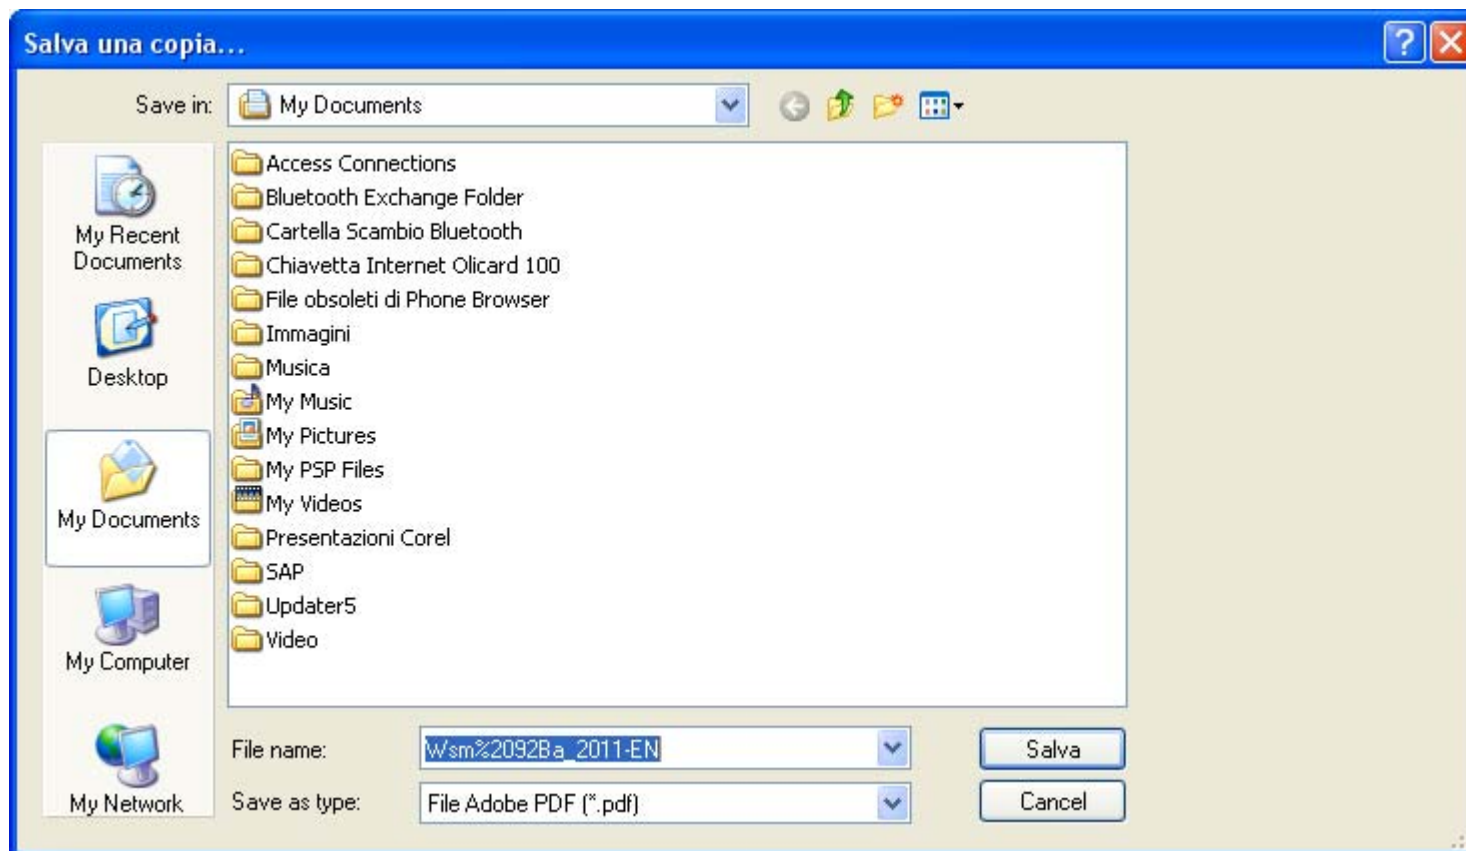 Salva una copia...
Save in:
My Documents
My Recent
Documents
Desktop
My Documents
My Computer
My Network
Access Connections
Bluetooth Exchange Folder
Cartella Scambio Bluetooth
Chiavetta Internet Olicard 100
File obsoleti di Phone Browser
Immagini
Musica
My Music
My Pictures
My PSP Files
My Videos
Presentazioni Corel
SAP
Updater5
Video
File name:
Wsm%2092Ba_2011-EN
Salva
Save as type:
File Adobe PDF (*.pdf)
Cancel